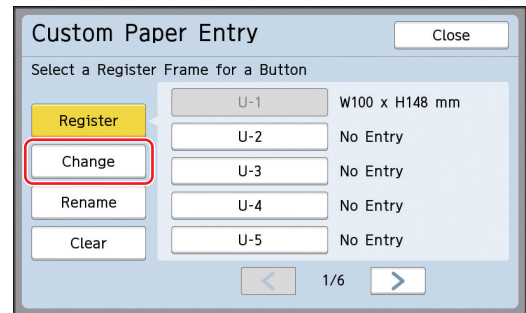 Custom Paper Entry
Close
Select a Register Frame for a Button
Register
Change
Rename
Clear
U-1 W100 x H148 mm
U-2 No Entry
U-3 No Entry
U-4 No Entry
U-5 No Entry
1/6